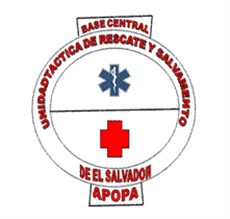 BASE CENTRAL
UNIDAD TACTICA DE RESCATE Y SALVAMENTO
DE EL SALVADOR
APOPA